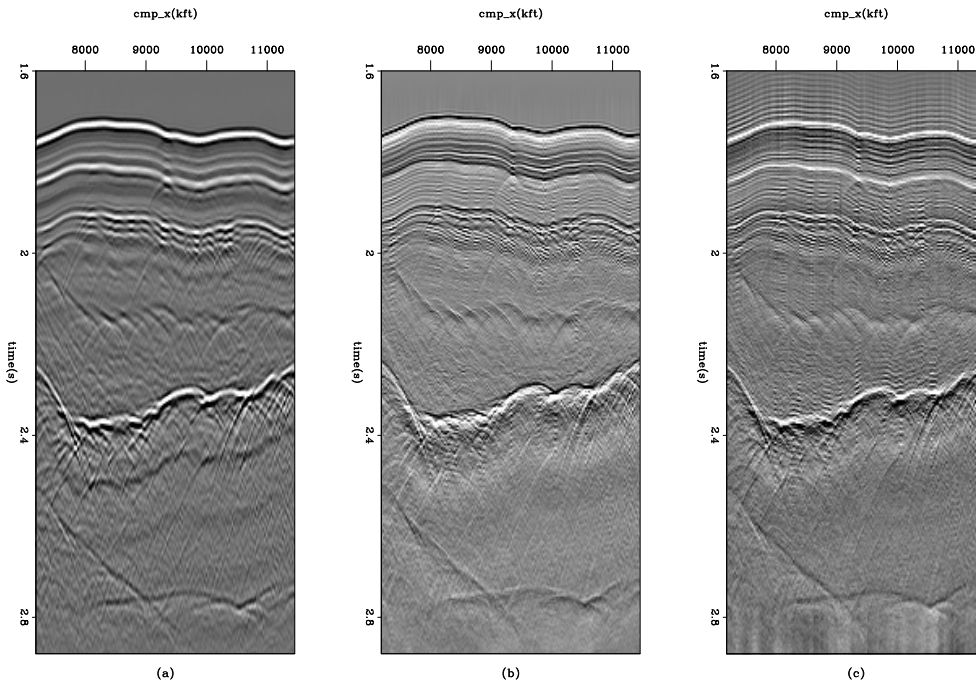 cmp_x(kft) cmp_x(kft) cmp_x(kft)
8000 9000 10000 11000 8000 9000 10000 11000 8000 9000 10000 11000
1.6 1.6 1.6
2 2 2
time(s) time(s) time(s)
2.4 2.4 2.4
2.8 2.8 2.8
(a) (b) (c)